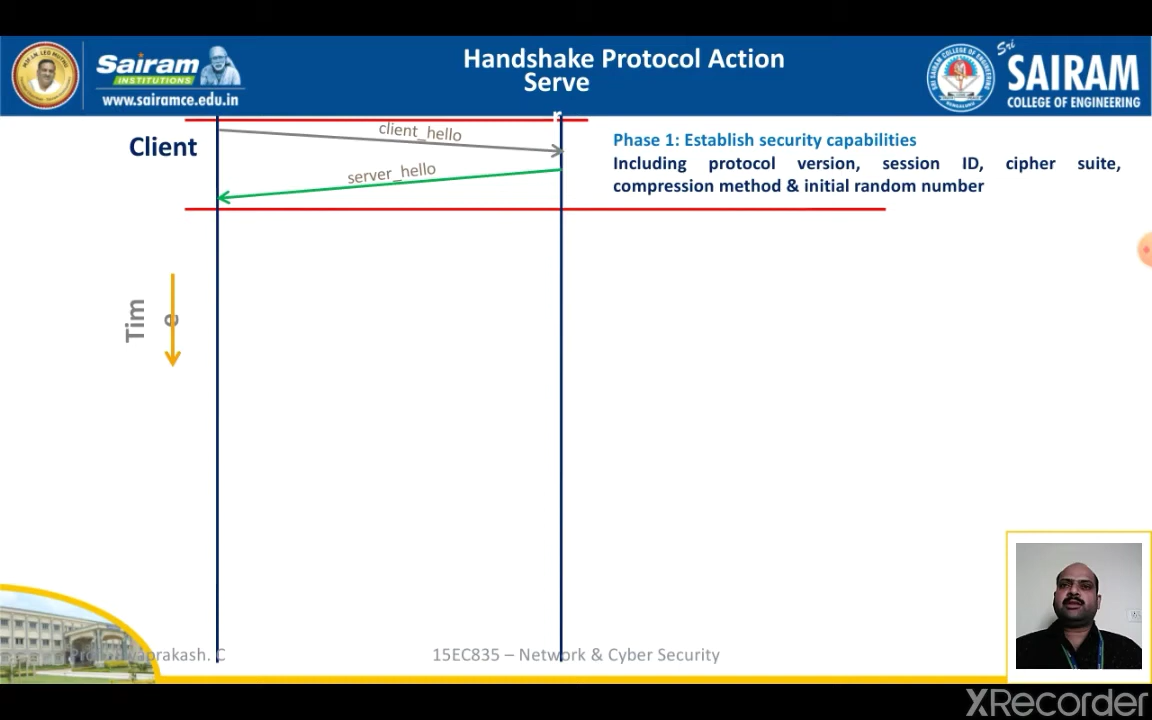 Sairam
INSTITUTIONS
www.sairamce.edu.in
Handshake Protocol Action
Serve
r
Sri
SAIRAM
COLLEGE OF ENGINEERING
Client
client_hello
server_hello
Phase 1: Establish security capabilities
Including protocol version, session ID, cipher suite,
compression method & initial random number
Tim
e
aprakash. C
15EC835 – Network & Cyber Security
XRecorder